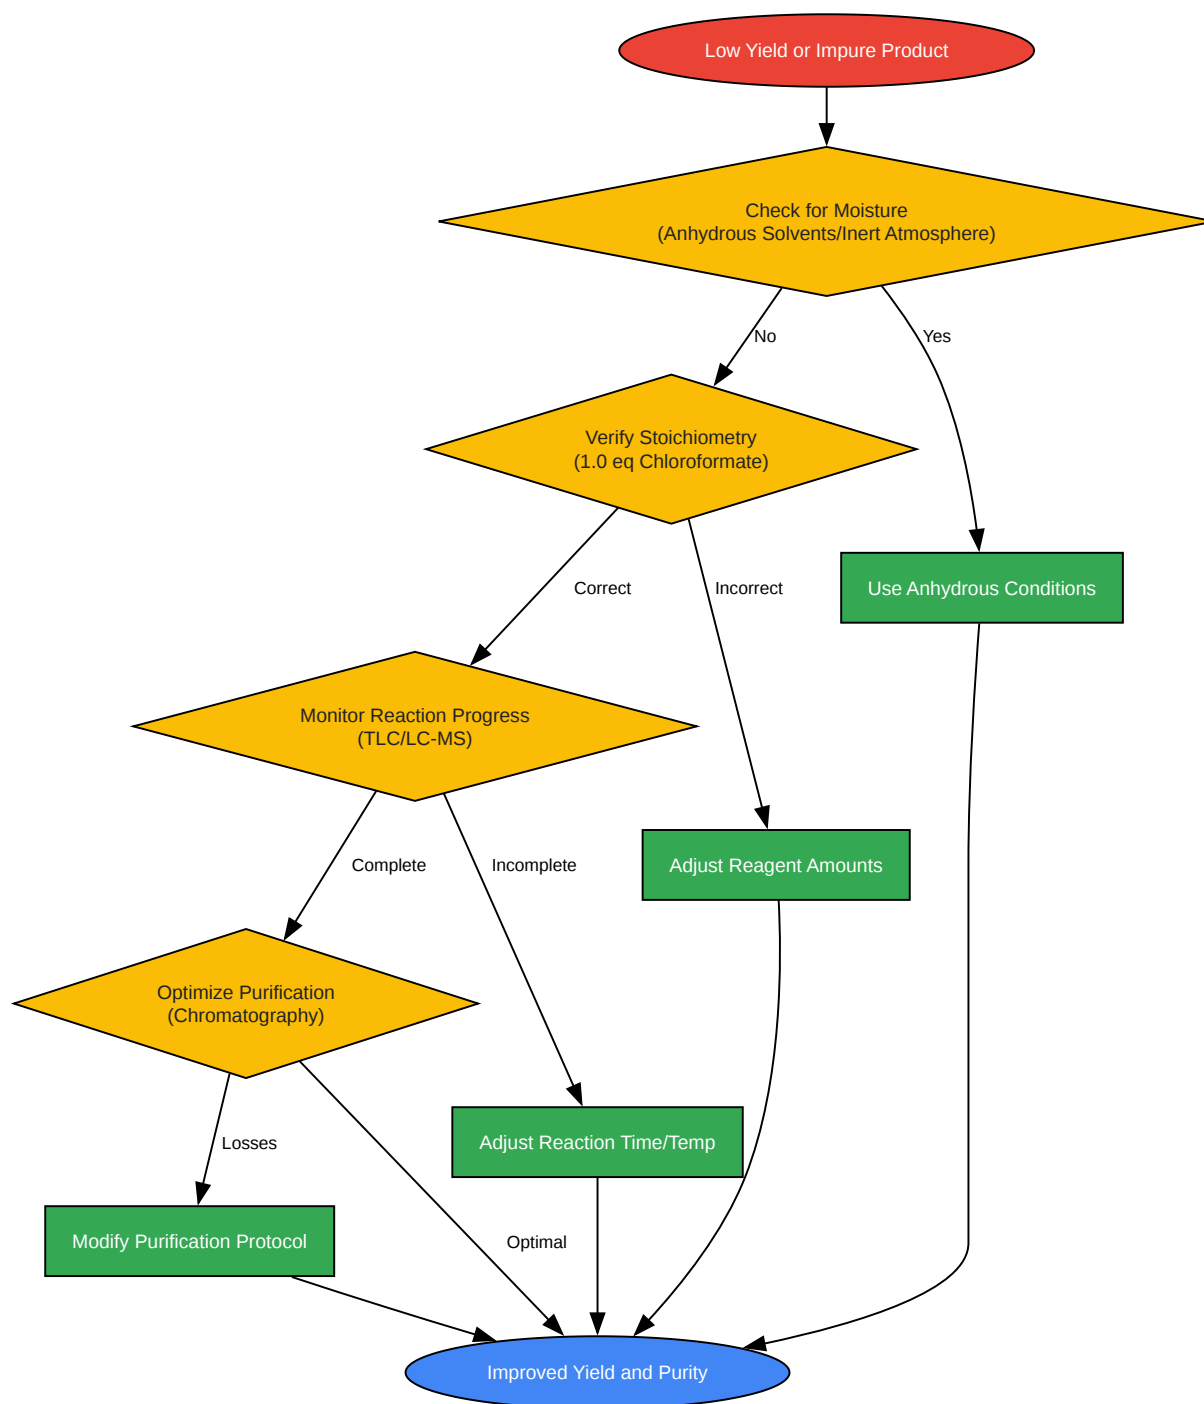 Low Yield or Impure Product
Check for Moisture
(Anhydrous Solvents/Inert Atmosphere)
No
Yes
Verify Stoichiometry
(1.0 eq Chloroformate)
Correct
Incorrect
Use Anhydrous Conditions
Monitor Reaction Progress
(TLC/LC-MS)
Complete
Incomplete
Adjust Reagent Amounts
Optimize Purification
(Chromatography)
Losses
Adjust Reaction Time/Temp
Modify Purification Protocol
Optimal
Improved Yield and Purity